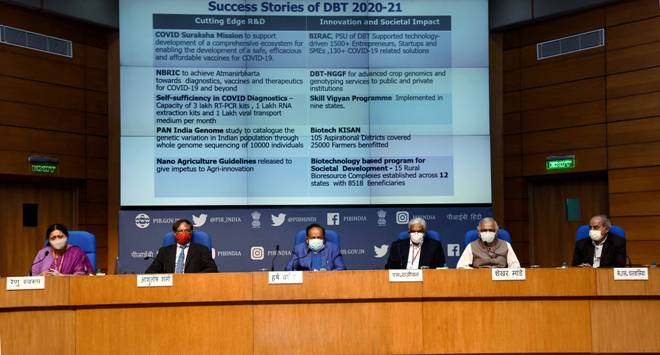 Success Stories of DBT 2020-21
Cutting Edge R&D
COVID Suraksha Mission to support
development of a comprehensive ecosystem for
enabling the development of a safe, efficacious
and affordable vaccines for COVID-19.
NBRIC to achieve Atmanirbharta
towards diagnostics, vaccines and therapeutics
for COVID-19 and beyond
Self-sufficiency in COVID Diagnostics –
Capacity of 3 lakh RT-PCR kits , 1 Lakh RNA
extraction kits and 1 Lakh viral transport
medium per month
PAN India Genome study to catalogue the
genetic variation in Indian population through
whole genome sequencing of 10000 individuals
Nano Agriculture Guidelines released to
give impetus to Agri-innovation
Innovation and Societal Impact
BIRAC, PSU of DBT Supported technology-
driven 1500+ Entrepreneurs, Startups and
SMEs ,130+ COVID-19 related solutions
DBT-NGGF for advanced crop genomics and
genotyping services to public and private
institutions
Skill Vigyan Programme Implemented in
nine states.
Biotech KISAN
105 Aspirational Districts covered
25000 Farmers benefitted
Biotechnology based program for
Societal Development - 15 Rural
Bioresource Complexes established across 12
states with 8518 Beneficiaries
EXIT
EXIT
PIB.GOV.IN PIB_INDIA @PIBHINDI PIBINDIA PIBINDIA पीआईबी हिंदी PIB.GOV.IN
रेणु स्वरूप
आशुतोष शर्मा
हर्ष
एस.राजीवन
शेखर मांडे
के.एस. धतवालिया